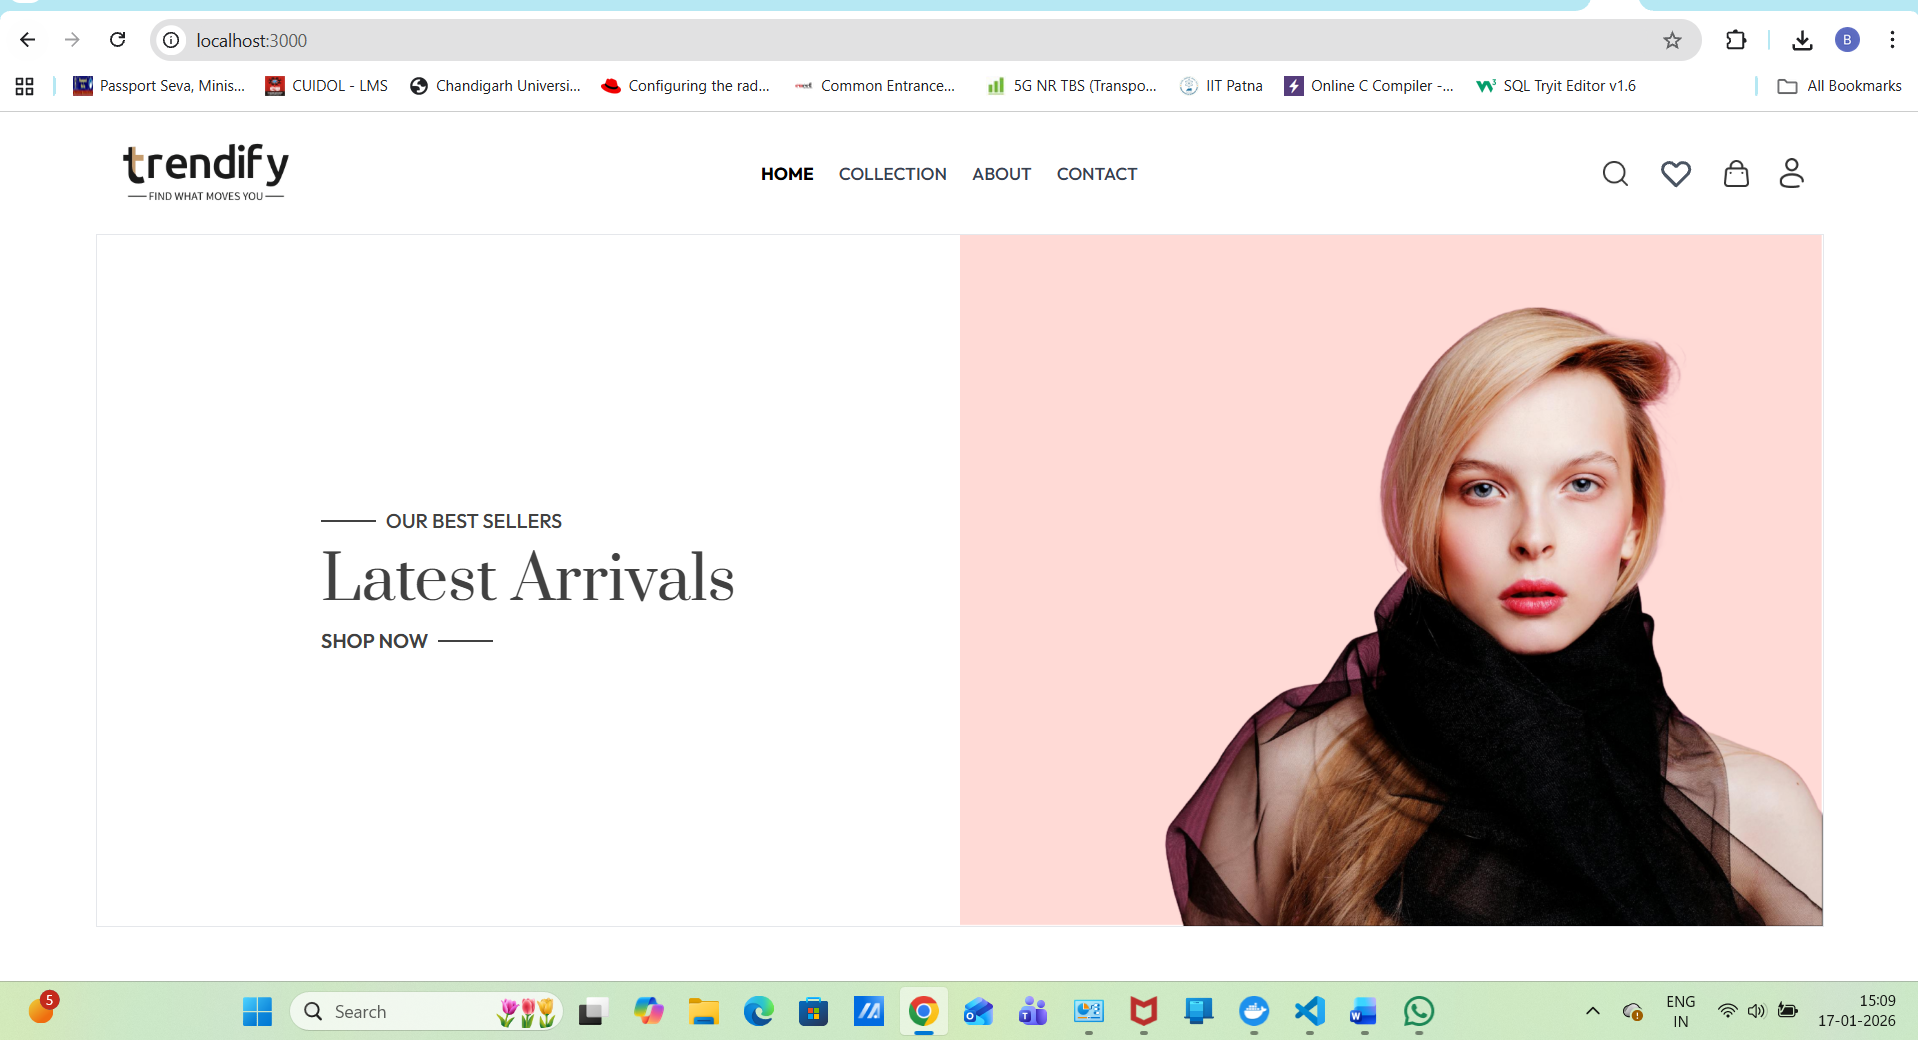 localhost:3000
B
Passport Seva, Minis...
CUIDOL - LMS
Chandigarh Universi...
Configuring the rad...
Common Entrance...
5G NR TBS (Transpo...
IIT Patna
Online C Compiler -...
SQL Tryit Editor v1.6
All Bookmarks
trendify
FIND WHAT MOVES YOU
HOME
COLLECTION
ABOUT
CONTACT
OUR BEST SELLERS
Latest Arrivals
SHOP NOW
5
Search
ENG
IN
15:09
17-01-2026